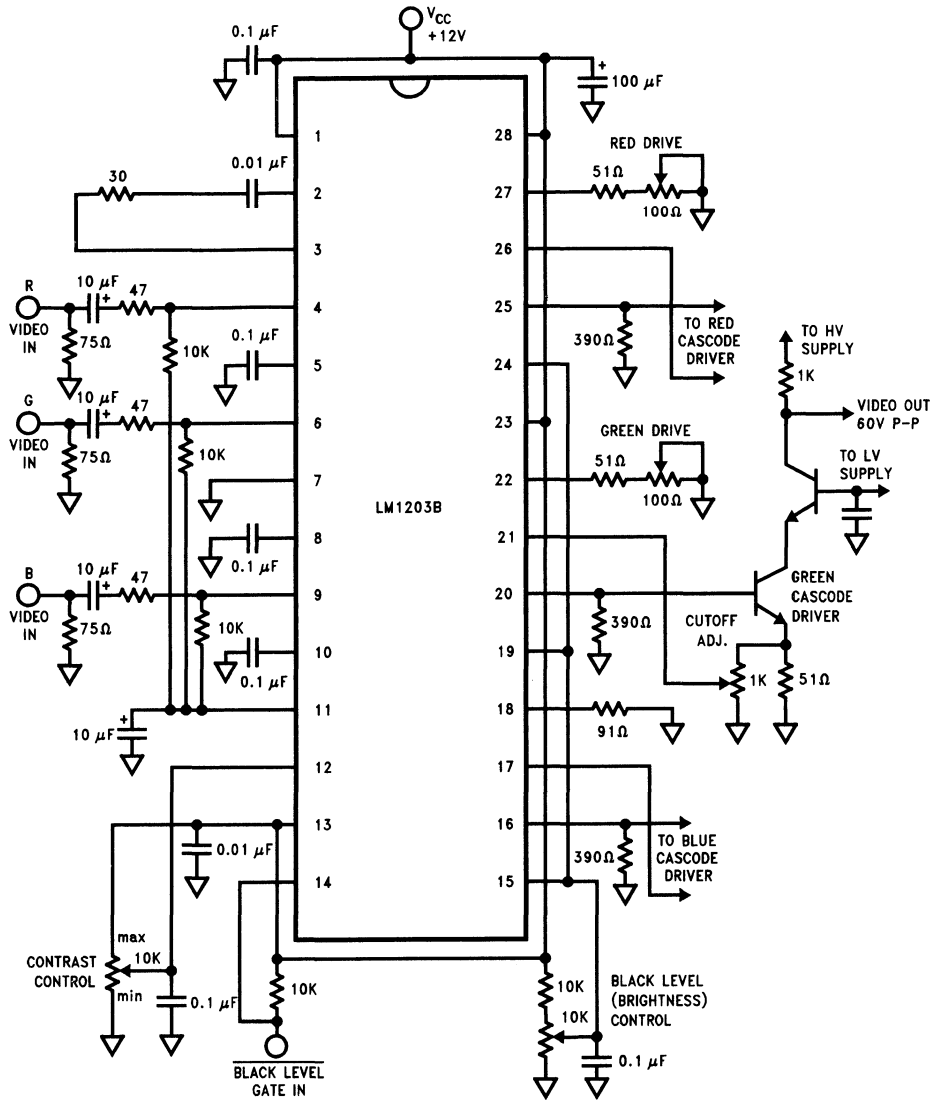 V_CC
+12V
0.1 μF
+
100 μF
1
28
RED DRIVE
30
0.01 μF
2
27
51Ω
100Ω
3
26
R
VIDEO
IN
10 μF
+
47
75Ω
10K
4
25
390Ω
TO RED
CASCODE
DRIVER
TO HV
SUPPLY
1K
0.1 μF
5
24
VIDEO OUT
60V P-P
G
VIDEO
IN
10 μF
+
47
75Ω
10K
6
23
GREEN DRIVE
TO LV
SUPPLY
7
22
51Ω
100Ω
LM1203B
8
0.1 μF
21
B
VIDEO
IN
10 μF
+
47
75Ω
10K
9
20
390Ω
GREEN
CASCODE
DRIVER
CUTOFF
ADJ.
1K
51Ω
10
0.1 μF
19
+
10 μF
11
18
91Ω
12
17
13
0.01 μF
16
390Ω
TO BLUE
CASCODE
DRIVER
14
15
max
CONTRAST
CONTROL
10K
min
0.1 μF
10K
10K
10K
BLACK LEVEL
(BRIGHTNESS)
CONTROL
0.1 μF
BLACK LEVEL
GATE IN